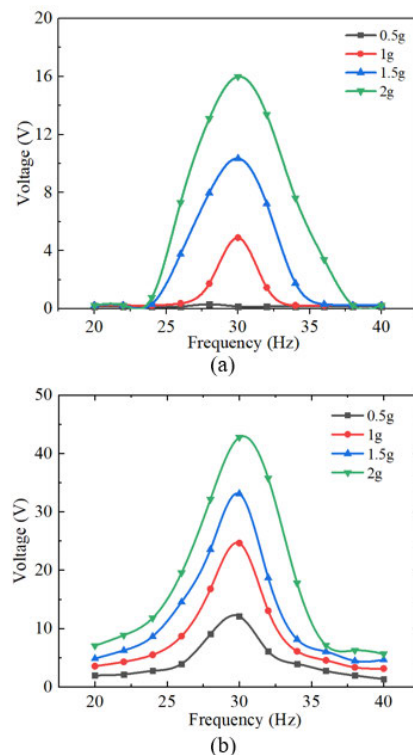 20
16
12
8
4
0
Voltage (V)
0.5g
1g
1.5g
2g
20 25 30 35 40
Frequency (Hz)
(a)
50
40
30
20
10
0
Voltage (V)
0.5g
1g
1.5g
2g
20 25 30 35 40
Frequency (Hz)
(b)